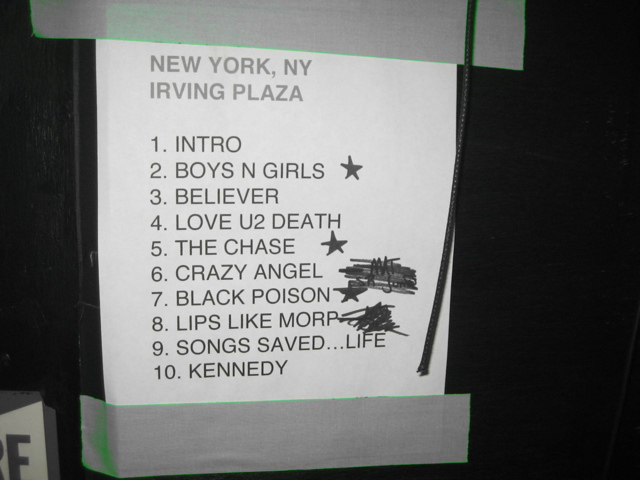 NEW YORK, NY
IRVING PLAZA
1. INTRO
2. BOYS N GIRLS
3. BELIEVER
4. LOVE U2 DEATH
5. THE CHASE
6. CRAZY ANGEL
7. BLACK POISON
8. LIPS LIKE MORP
9. SONGS SAVED...LIFE
10. KENNEDY
RE